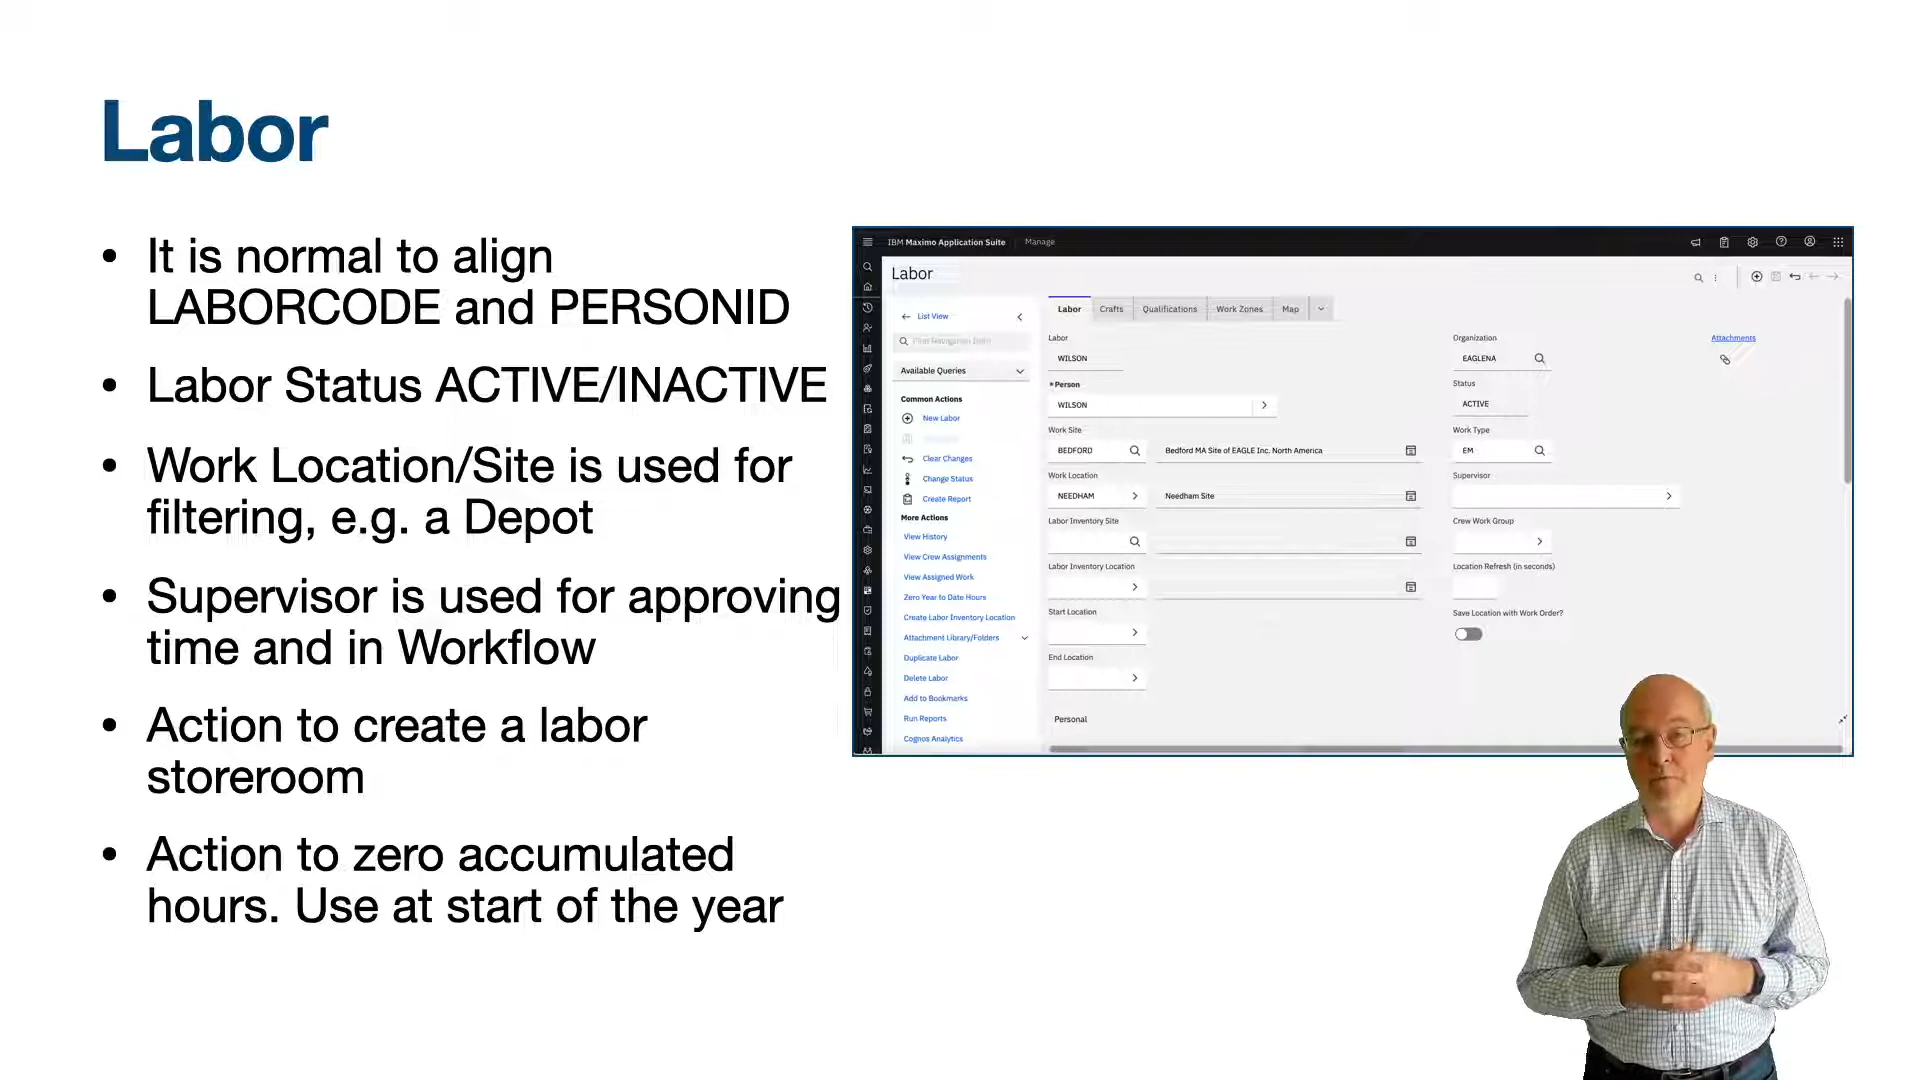 Labor
• It is normal to align
LABORCODE and PERSONID
• Labor Status ACTIVE/INACTIVE
• Work Location/Site is used for
filtering, e.g. a Depot
• Supervisor is used for approving
time and in Workflow
• Action to create a labor
storeroom
• Action to zero accumulated
hours. Use at start of the year
IBM Maximo Application Suite Manage
Labor
List View
Find Navigation Item
Available Queries
Common Actions
New Labor
Clear Changes
Change Status
Create Report
More Actions
View History
View Crew Assignments
View Assigned Work
Zero Year to Date Hours
Create Labor Inventory Location
Attachment Library/Folders
Duplicate Labor
Delete Labor
Add to Bookmarks
Run Reports
Cognos Analytics
Labor Crafts Qualifications Work Zones Map
Labor
WILSON
*Person
WILSON
Work Site
BEDFORD Bedford MA Site of EAGLE Inc. North America
Work Location
NEEDHAM Needham Site
Labor Inventory Site
Labor Inventory Location
Start Location
End Location
Personal
Organization
EAGLENA
Status
ACTIVE
Work Type
EM
Supervisor
Crew Work Group
Location Refresh (in seconds)
Save Location with Work Order?
Attachments